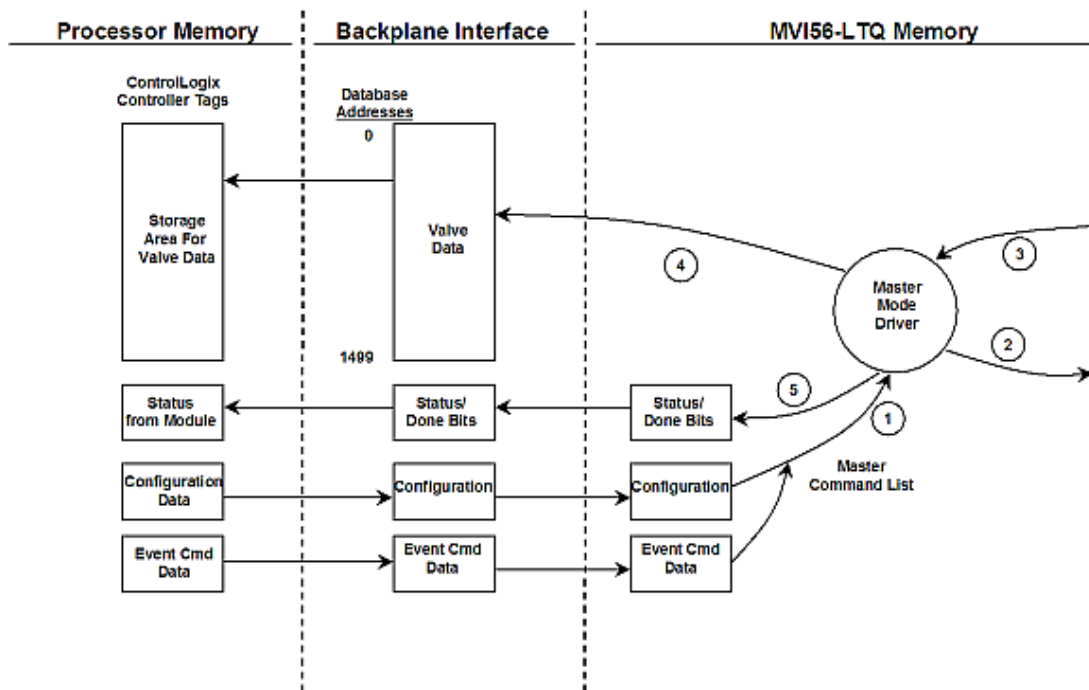 Processor Memory
Backplane Interface
MVI56-LTQ Memory
ControlLogix
Controller Tags
Database
Addresses
0
Storage
Area For
Valve Data
Valve
Data
1499
4
3
Master
Mode
Driver
2
5
1
Status
from Module
Status/
Done Bits
Status/
Done Bits
Master
Command List
Configuration
Data
Configuration
Configuration
Event Cmd
Data
Event Cmd
Data
Event Cmd
Data